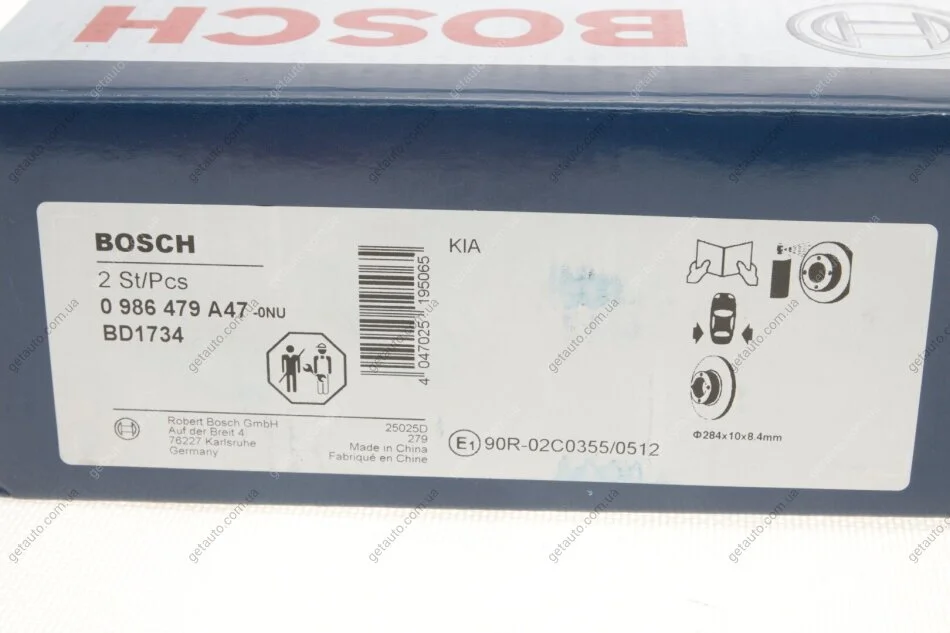 BOSCH
BOSCH
2 St/Pcs
0 986 479 A47 -0NU
BD1734
4 047025 195065
KIA
Robert Bosch GmbH
Auf der Breit 4
76227 Karlsruhe
Germany
25025D
279
Made in China
Fabriqué en Chine
E1 90R-02C0355/0512
Φ284x10x8.4mm
getauto.com.ua